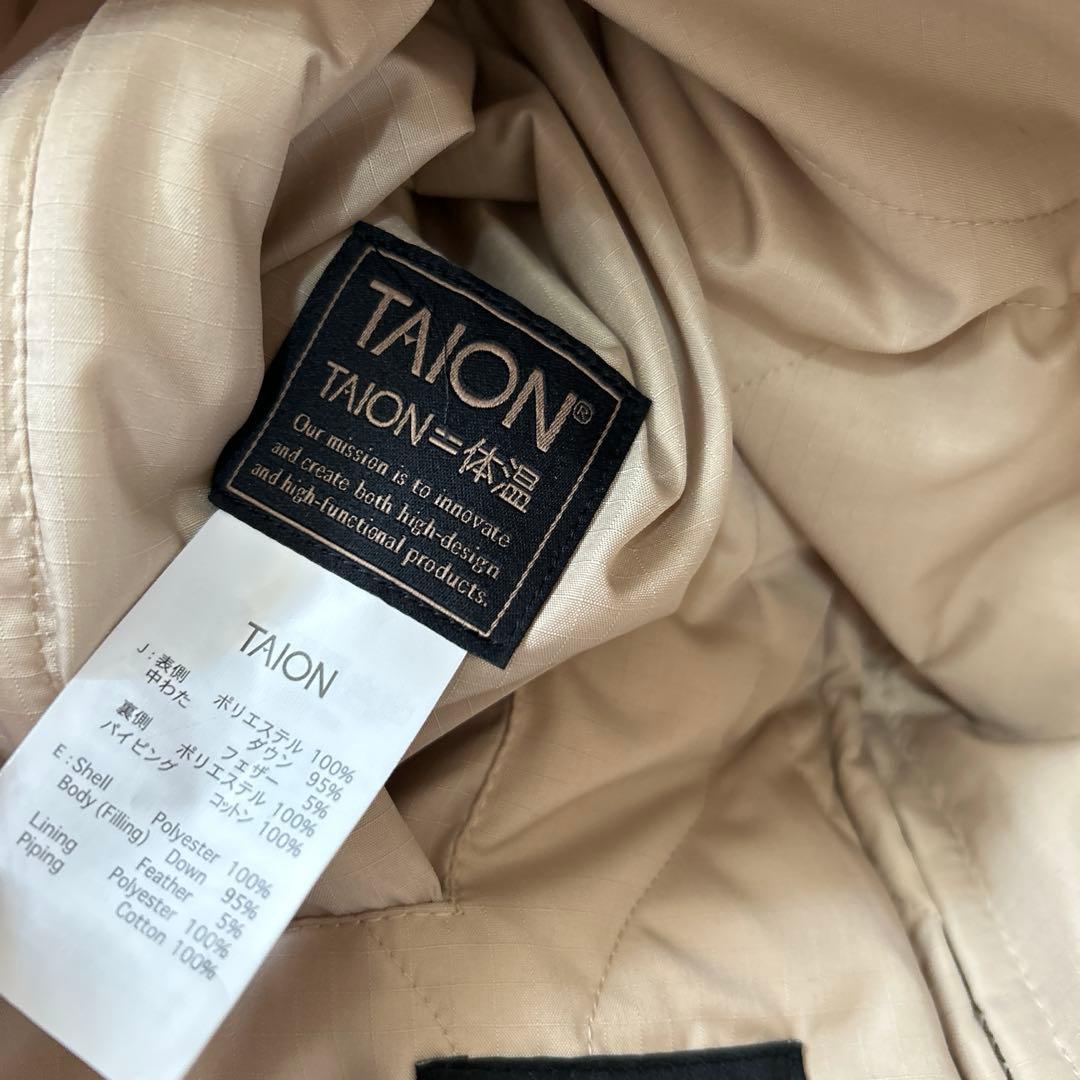 TAION®
TAION=体温
Our mission is to innovate
and create both high-design
and high-functional products.
TAION
J : 表側 ポリエステル 100%
中わた ダウン 95%
フェザー 5%
裏側 ポリエステル 100%
パイピング コットン 100%
E : Shell Polyester 100%
Body (Filling) Down 95%
Feather 5%
Lining Polyester 100%
Piping Cotton 100%